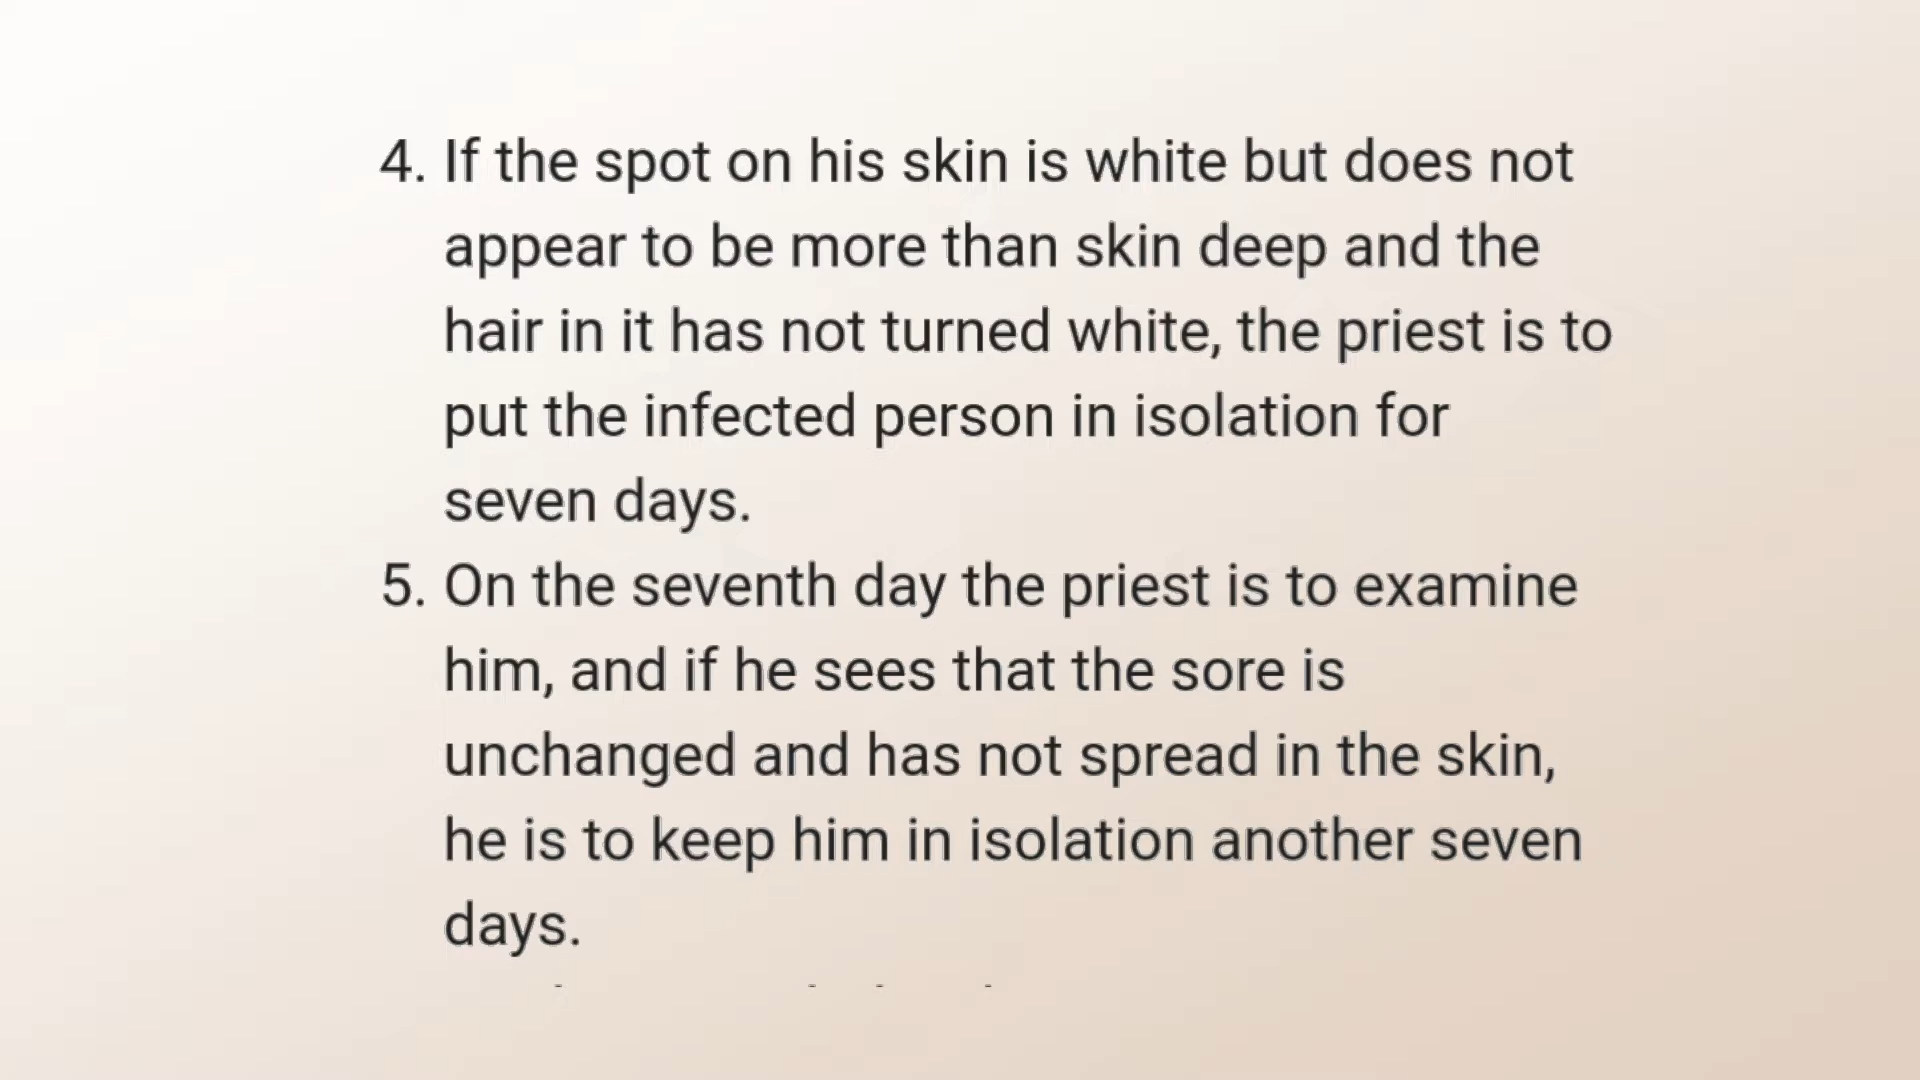 4. If the spot on his skin is white but does not
appear to be more than skin deep and the
hair in it has not turned white, the priest is to
put the infected person in isolation for
seven days.
5. On the seventh day the priest is to examine
him, and if he sees that the sore is
unchanged and has not spread in the skin,
he is to keep him in isolation another seven
days.